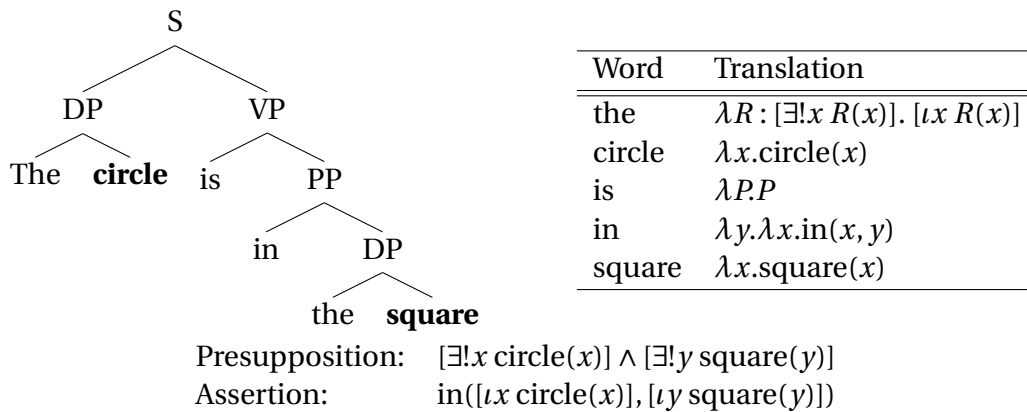 S
DP VP
The circle is PP
in DP
the square
Word Translation
the λR : [∃!x R(x)]. [ιx R(x)]
circle λx.circle(x)
is λP.P
in λy.λx.in(x, y)
square λx.square(x)
Presupposition: [∃!x circle(x)] ∧ [∃!y square(y)]
Assertion: in([ιx circle(x)], [ιy square(y)])